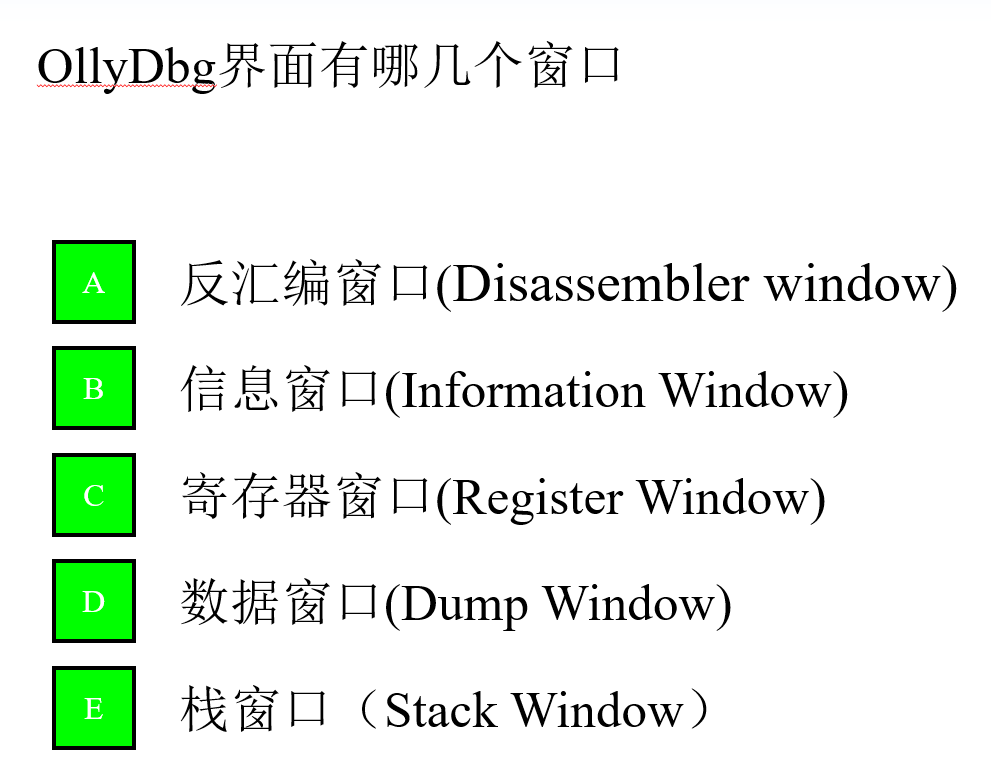 OllyDbg界面有哪几个窗口
A 反汇编窗口(Disassembler window)
B 信息窗口(Information Window)
C 寄存器窗口(Register Window)
D 数据窗口(Dump Window)
E 栈窗口（Stack Window）